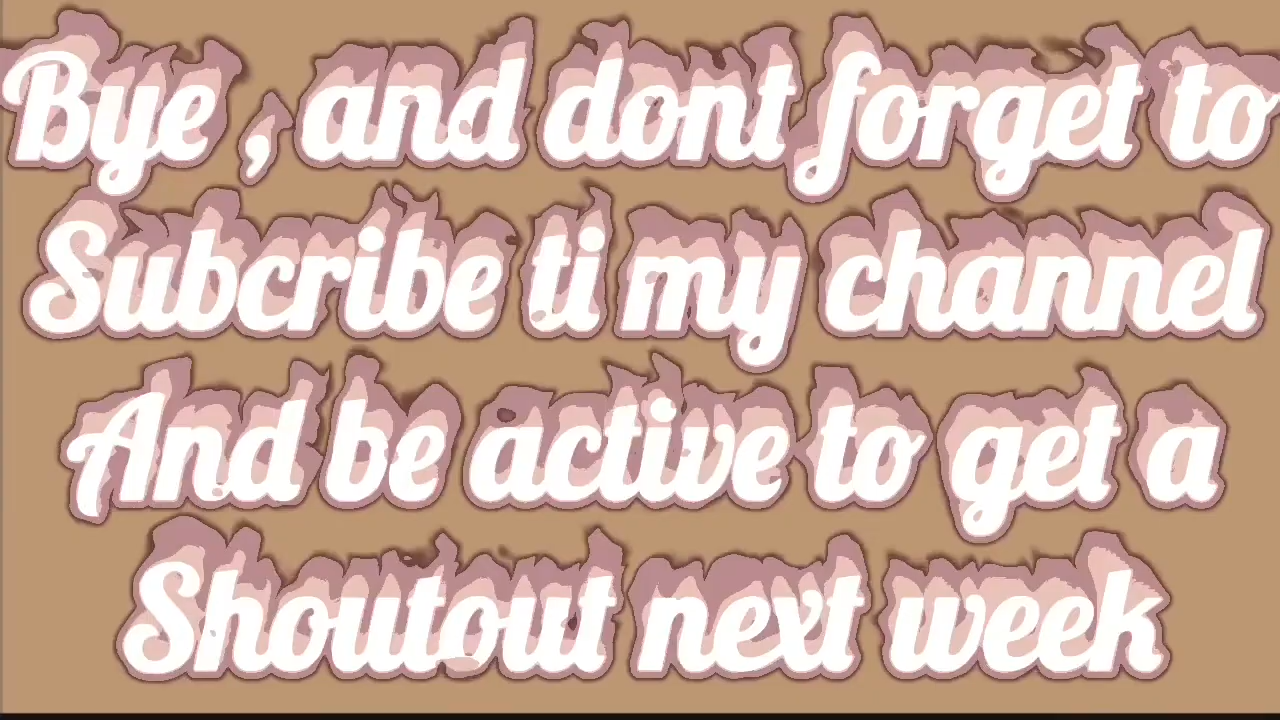 Bye , and dont forget to
Subcribe ti my channel
And be active to get a
Shoutout next week